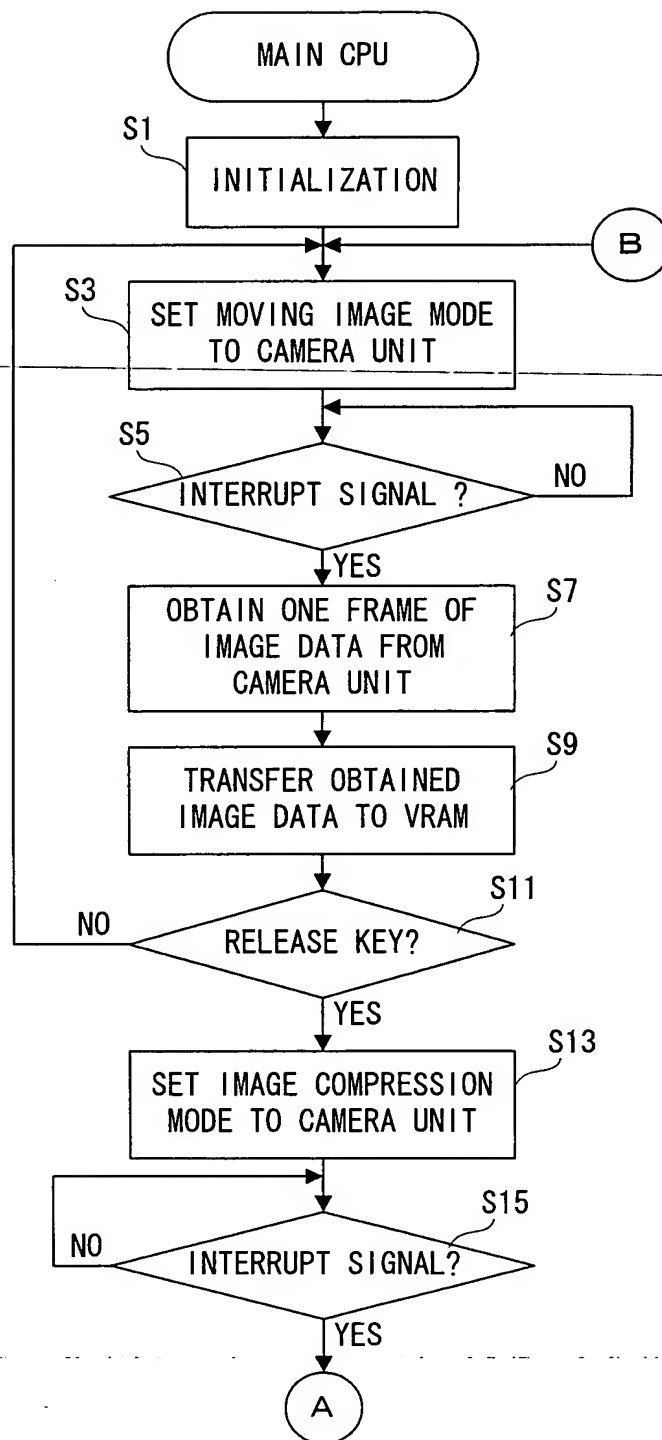 MAIN CPU
S1
INITIALIZATION
B
S3
SET MOVING IMAGE MODE
TO CAMERA UNIT
S5
INTERRUPT SIGNAL ?
NO
YES
S7
OBTAIN ONE FRAME OF
IMAGE DATA FROM
CAMERA UNIT
S9
TRANSFER OBTAINED
IMAGE DATA TO VRAM
S11
NO
RELEASE KEY?
YES
S13
SET IMAGE COMPRESSION
MODE TO CAMERA UNIT
S15
NO
INTERRUPT SIGNAL?
YES
A